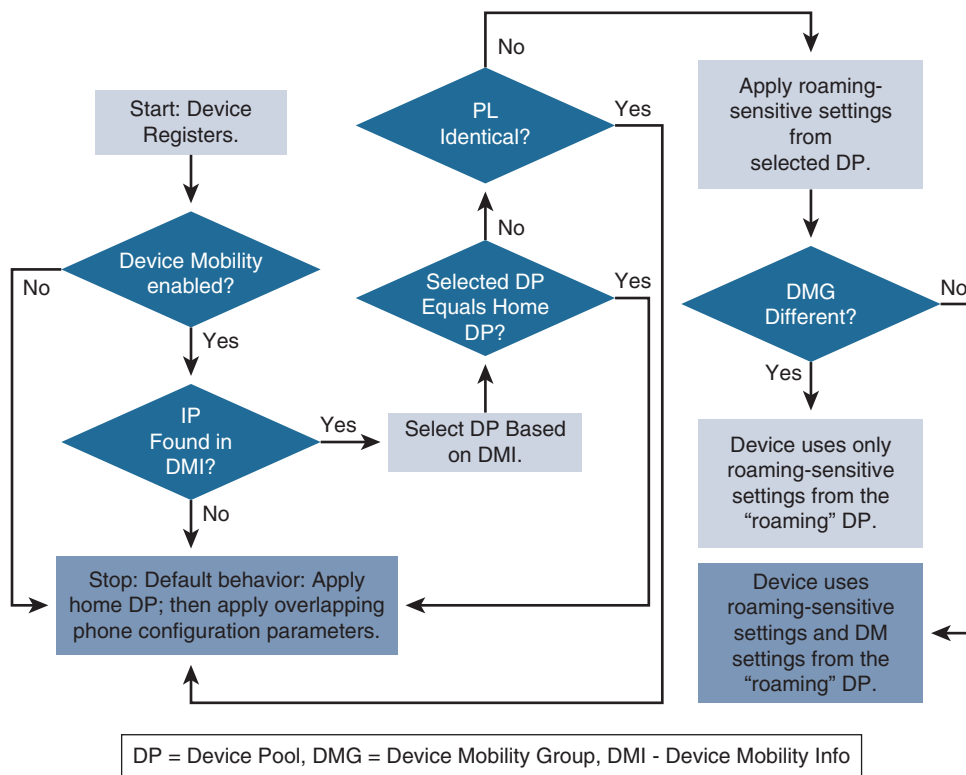 Start: Device
Registers.
Device Mobility
enabled?
No
Yes
IP
Found in
DMI?
Yes
No
Select DP Based
on DMI.
Selected DP
Equals Home
DP?
Yes
No
PL
Identical?
Yes
No
Stop: Default behavior: Apply
home DP; then apply overlapping
phone configuration parameters.
Apply roaming-
sensitive settings
from
selected DP.
DMG
Different?
No
Yes
Device uses only
roaming-sensitive
settings from the
“roaming” DP.
Device uses
roaming-sensitive
settings and DM
settings from the
“roaming” DP.
DP = Device Pool, DMG = Device Mobility Group, DMI - Device Mobility Info